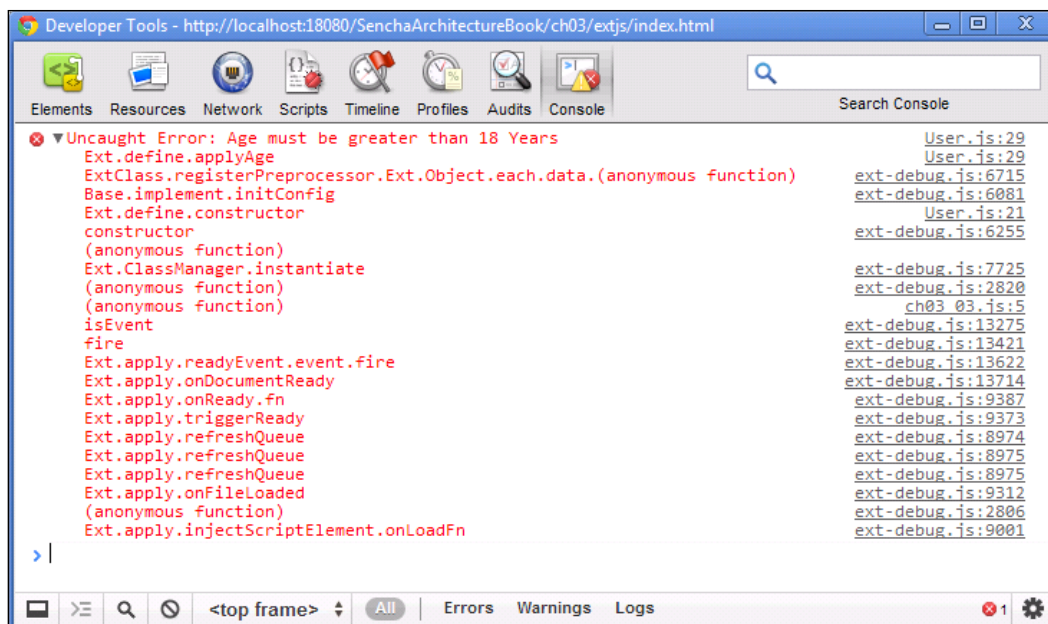 Developer Tools - http://localhost:18080/SenchaArchitectureBook/ch03/extjs/index.html
Elements Resources Network Scripts Timeline Profiles Audits Console
Search Console
Uncaught Error: Age must be greater than 18 Years User.js:29
Ext.define.applyAge User.js:29
ExtClass.registerPreprocessor.Ext.Object.each.data.(anonymous function) ext-debug.js:6715
Base.implement.initConfig ext-debug.js:6081
Ext.define.constructor User.js:21
constructor ext-debug.js:6255
(anonymous function)
Ext.ClassManager.instantiate ext-debug.js:7725
(anonymous function) ext-debug.js:2820
(anonymous function) ch03_03.js:5
isEvent ext-debug.js:13275
fire ext-debug.js:13421
Ext.apply.readyEvent.event.fire ext-debug.js:13622
Ext.apply.onDocumentReady ext-debug.js:13714
Ext.apply.onReady.fn ext-debug.js:9387
Ext.apply.triggerReady ext-debug.js:9373
Ext.apply.refreshQueue ext-debug.js:8974
Ext.apply.refreshQueue ext-debug.js:8975
Ext.apply.refreshQueue ext-debug.js:8975
Ext.apply.onFileLoaded ext-debug.js:9312
(anonymous function) ext-debug.js:2806
Ext.apply.injectScriptElement.onLoadFn ext-debug.js:9001
<top frame> All Errors Warnings Logs 1